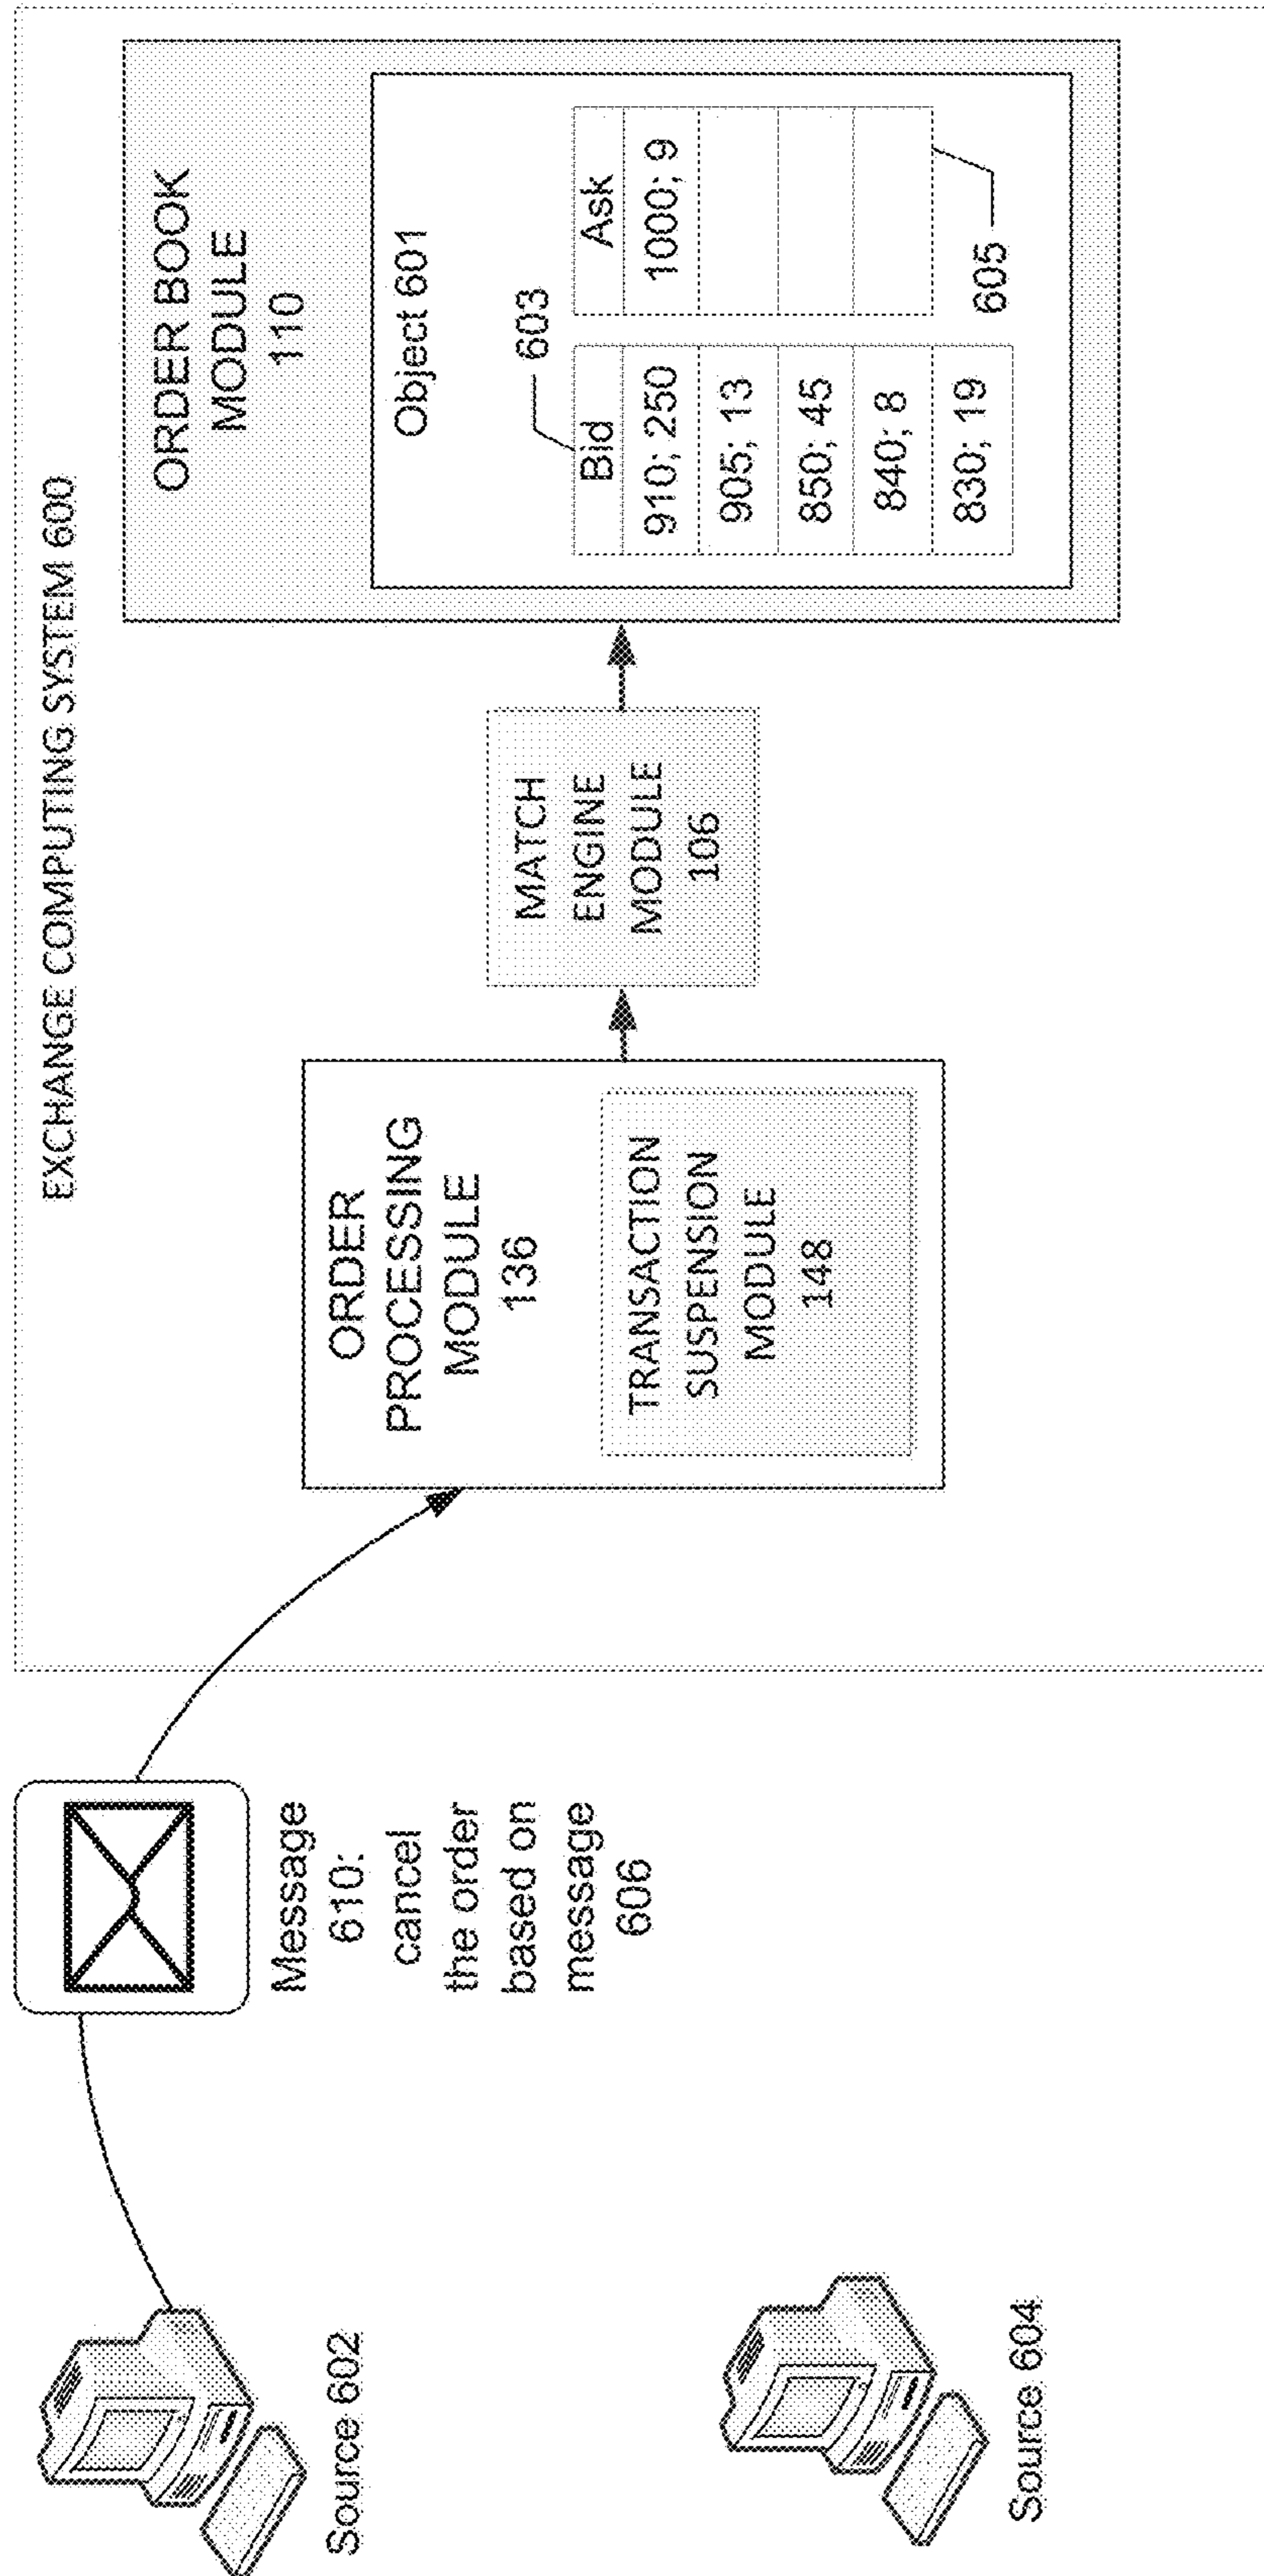 EXCHANGE COMPUTING SYSTEM 600
Message
610:
cancel
the order
based on
message
606
Source 602
Source 604
ORDER
PROCESSING
MODULE
136
TRANSACTION
SUSPENSION
MODULE
148
MATCH
ENGINE
MODULE
106
ORDER BOOK
MODULE
110
Object 601
603
Bid
910; 250
905; 13
850; 45
840; 8
830; 19
Ask
1000; 9
605